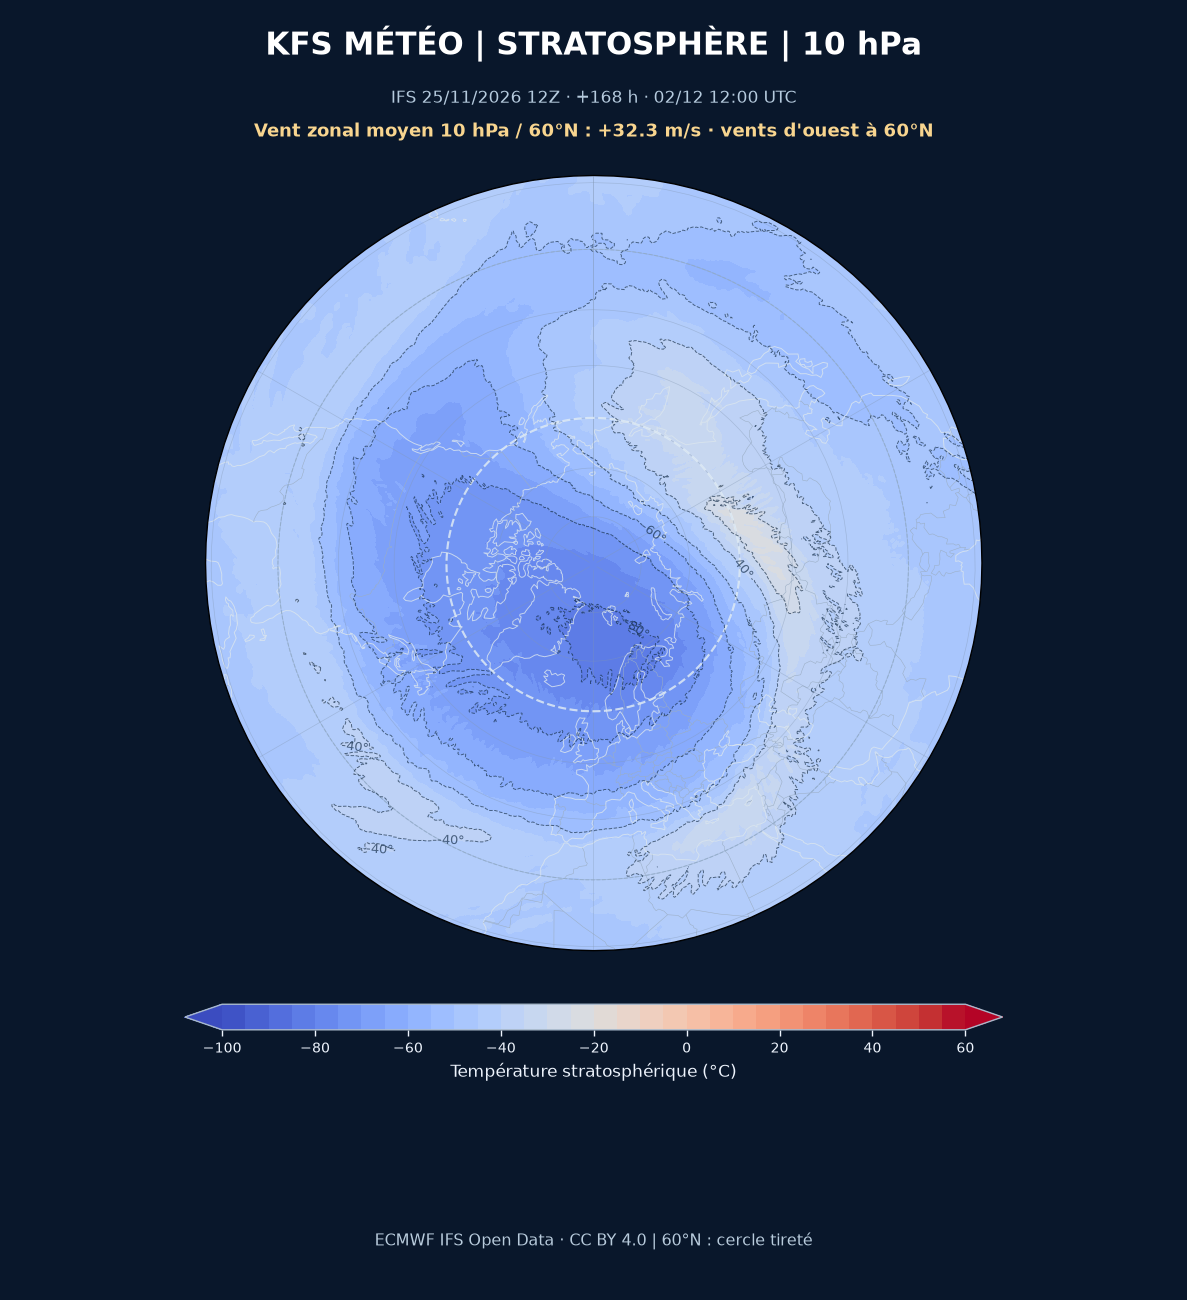 KFS MÉTÉO | STRATOSPHÈRE | 10 hPa
IFS 25/11/2026 12Z · +168 h · 02/12 12:00 UTC
Vent zonal moyen 10 hPa / 60°N : +32.3 m/s · vents d'ouest à 60°N
60°
40°
-80°
-40°
-40°
-40°
−100 −80 −60 −40 −20 0 20 40 60
Température stratosphérique (°C)
ECMWF IFS Open Data · CC BY 4.0 | 60°N : cercle tireté